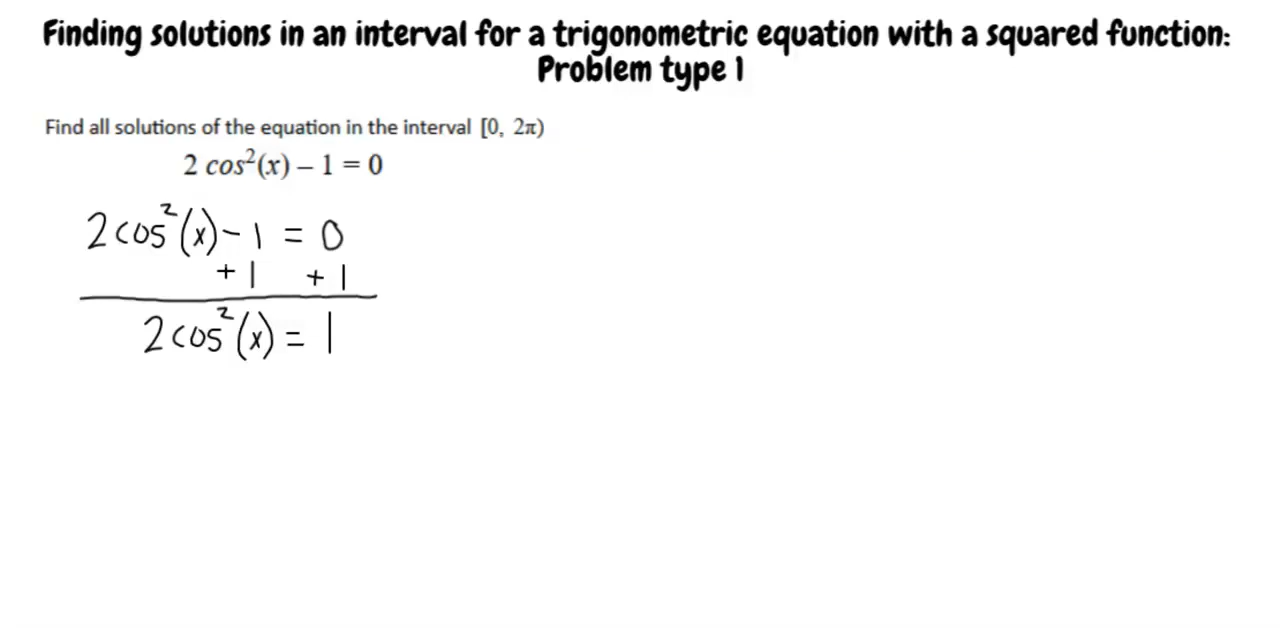 Finding solutions in an interval for a trigonometric equation with a squared function:
Problem type 1
Find all solutions of the equation in the interval [0, 2π)
2 cos²(x) – 1 = 0
2cos²(x) - 1 = 0
+ 1 + 1
2cos²(x) = 1